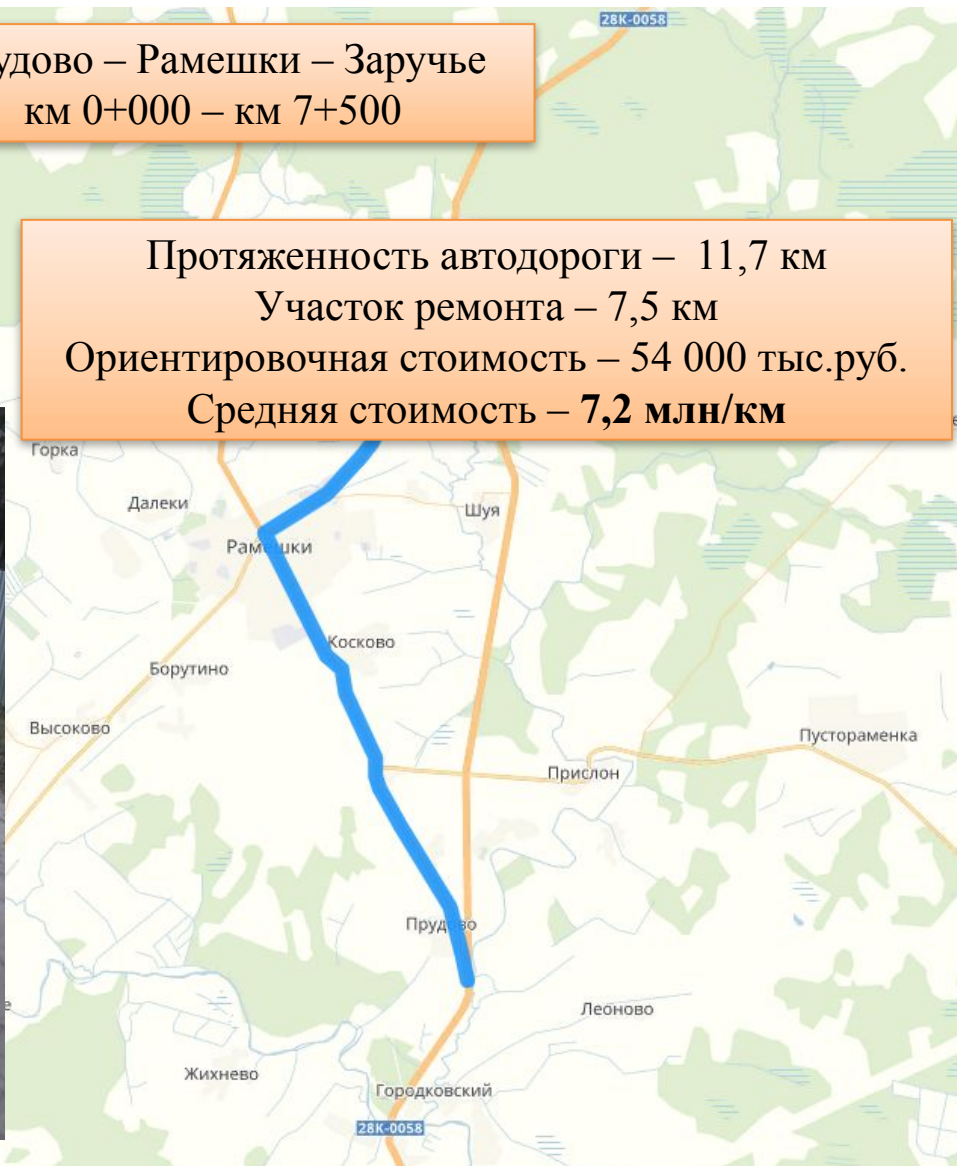 28K-0058
удово – Рамешки – Заручье
км 0+000 – км 7+500
Протяженность автодороги – 11,7 км
Участок ремонта – 7,5 км
Ориентировочная стоимость – 54 000 тыс.руб.
Средняя стоимость – 7,2 млн/км
Горка
Далеки
Шуя
Рамешки
Косково
Борутино
Высоково
Пустораменка
Прислон
Прудово
Леоново
Жихнево
Городковский
28K-0058